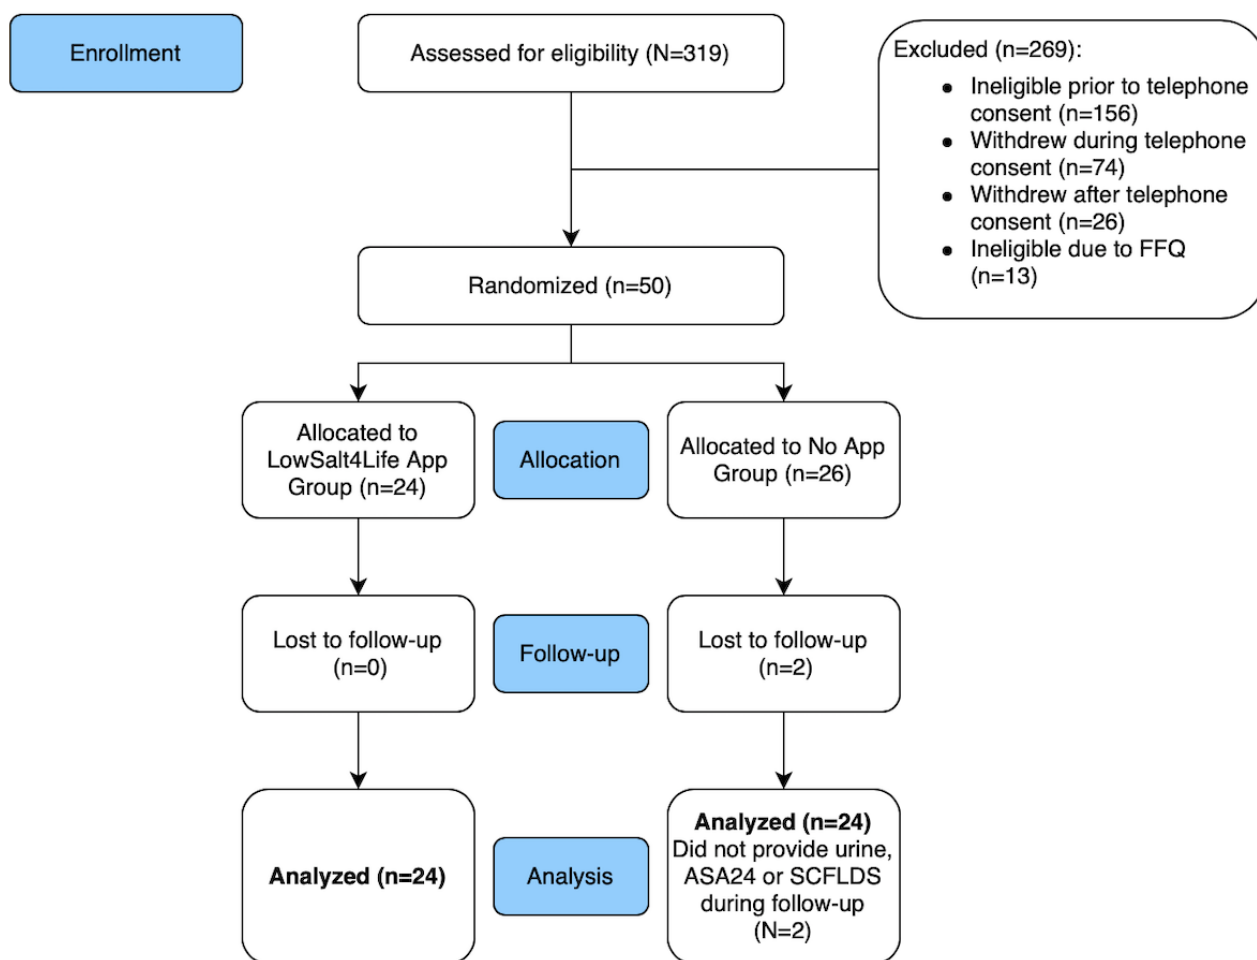 Enrollment
Assessed for eligibility (N=319)
Excluded (n=269):
● Ineligible prior to telephone
consent (n=156)
● Withdrew during telephone
consent (n=74)
● Withdrew after telephone
consent (n=26)
● Ineligible due to FFQ
(n=13)
Randomized (n=50)
Allocated to
LowSalt4Life App
Group (n=24)
Allocation
Allocated to No App
Group (n=26)
Lost to follow-up
(n=0)
Follow-up
Lost to follow-up
(n=2)
Analyzed (n=24)
Analysis
Analyzed (n=24)
Did not provide urine,
ASA24 or SCFLDS
during follow-up
(N=2)